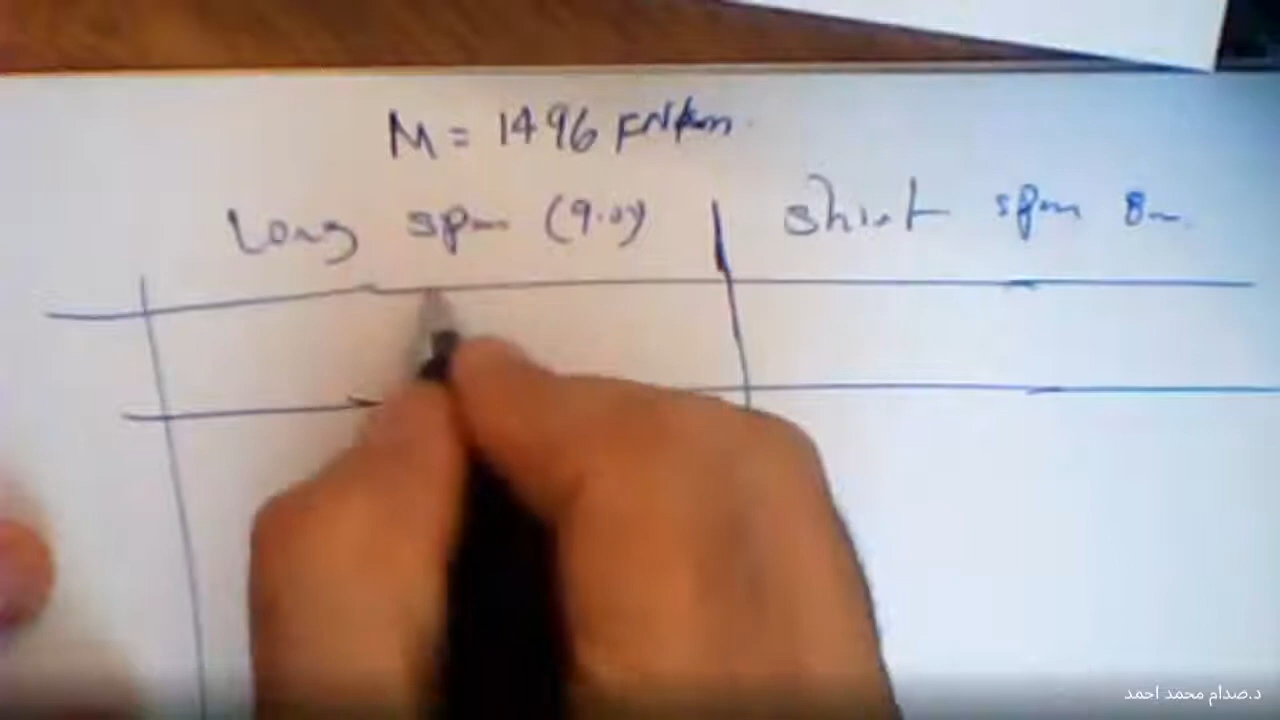 M = 1496 KN/m
Long span (9.0) short span 8m
د.صدام محمد احمد